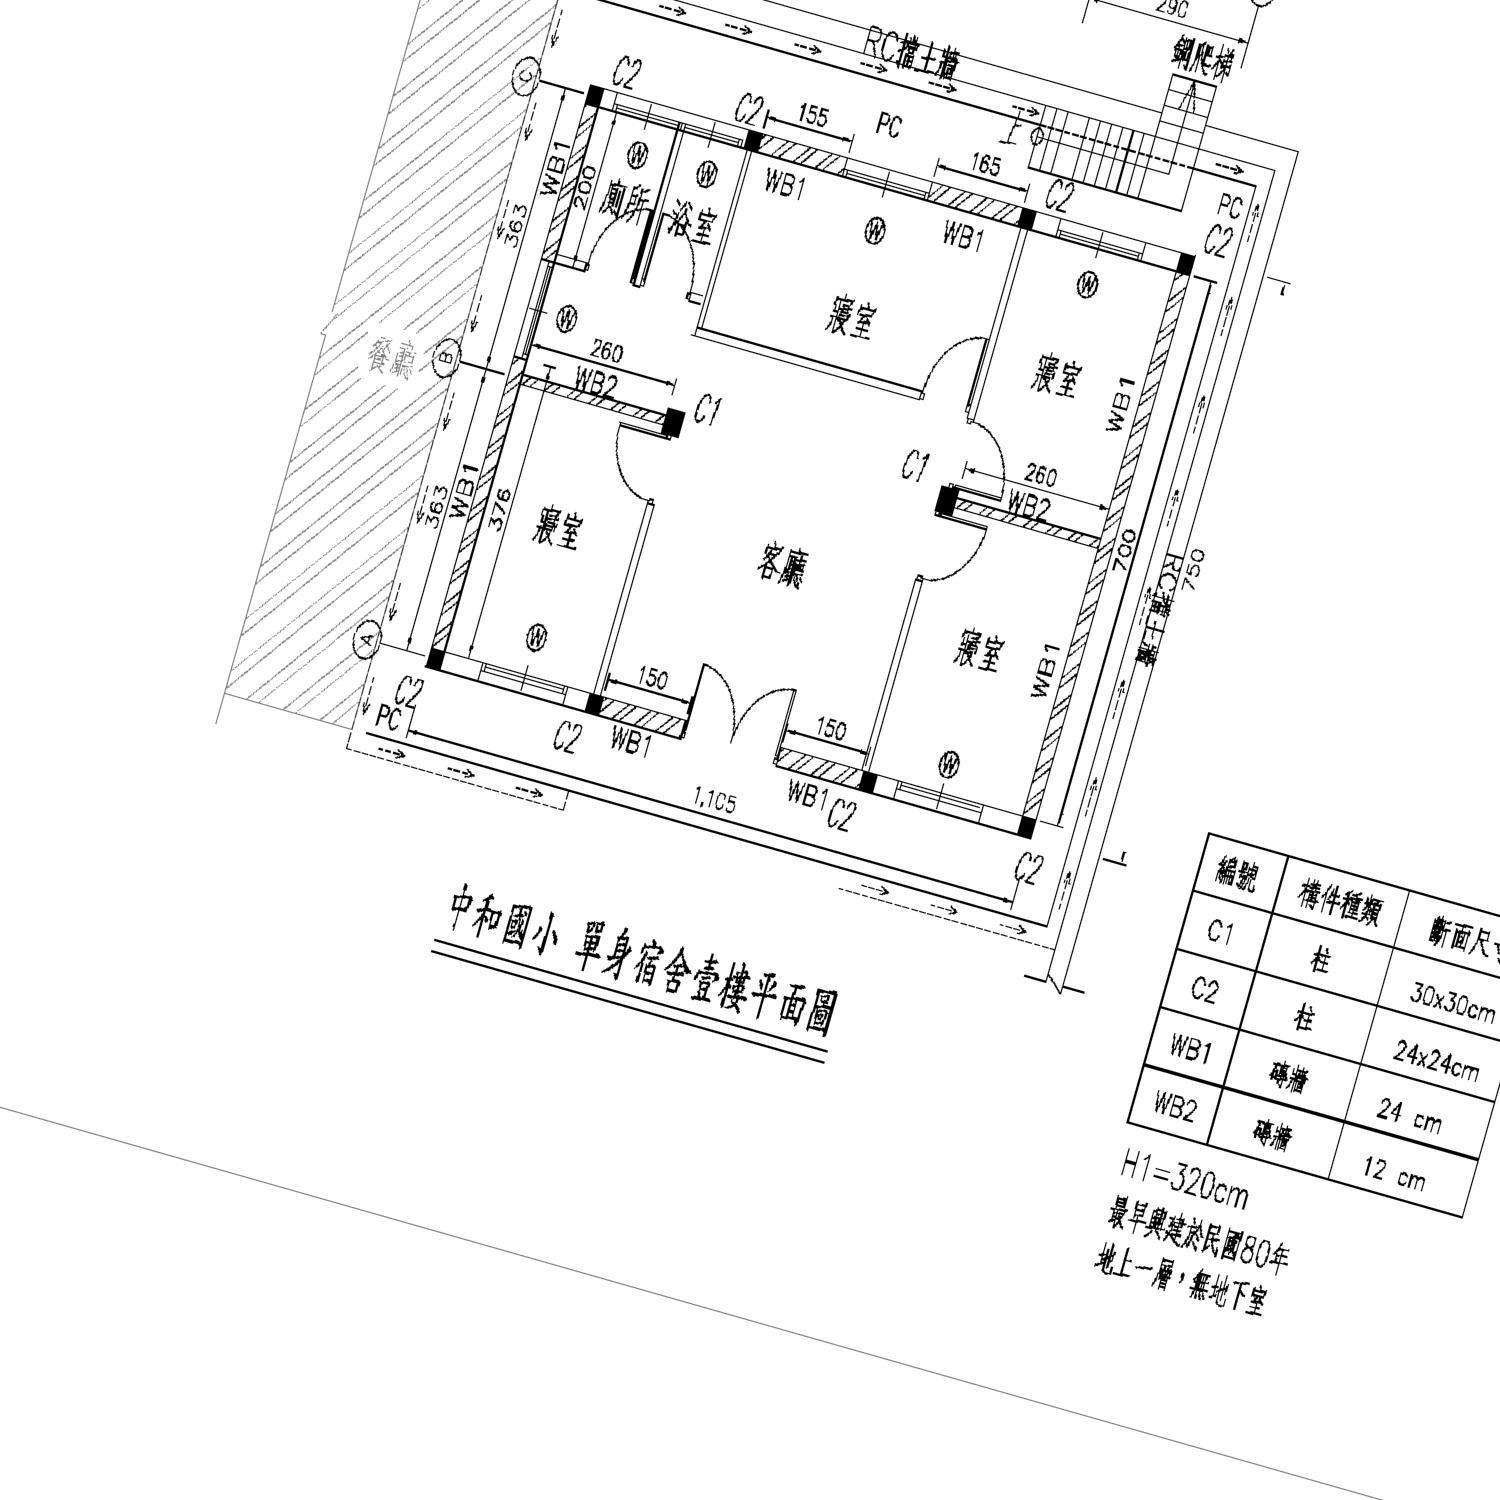 290
鋼爬梯
RC擋土牆
C
C2
C2
155
PC
165
C2
PC
C2
WB1
200
363
W
廁所
W
浴室
WB1
W
WB1
寢室
W
寢室
WB1
餐廳
B
W
260
WB2
C1
C1
260
WB2
363
WB1
376
寢室
客廳
700
750
RC擋土牆
A
W
寢室
WB1
C2
PC
150
C2
WB1
150
W
WB1
C2
1,105
C2
中和國小 單身宿舍壹樓平面圖
編號 構件種類 斷面尺寸
C1 柱 30x30cm
C2 柱 24x24cm
WB1 磚牆 24 cm
WB2 磚牆 12 cm
H1=320cm
最早興建於民國80年
地上一層，無地下室